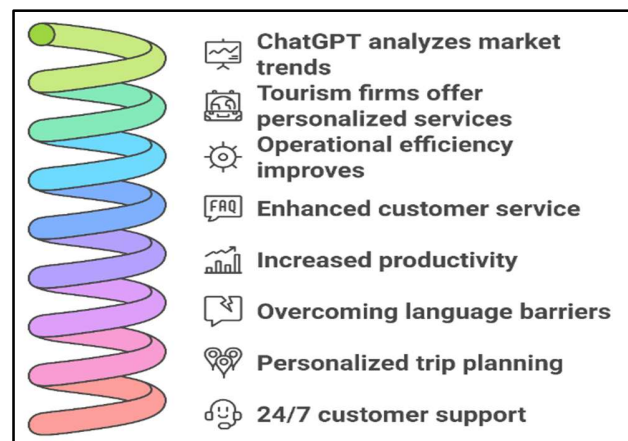 ChatGPT analyzes market
trends
Tourism firms offer
personalized services
Operational efficiency
improves
FAQ
Enhanced customer service
Increased productivity
Overcoming language barriers
Personalized trip planning
24/7 customer support